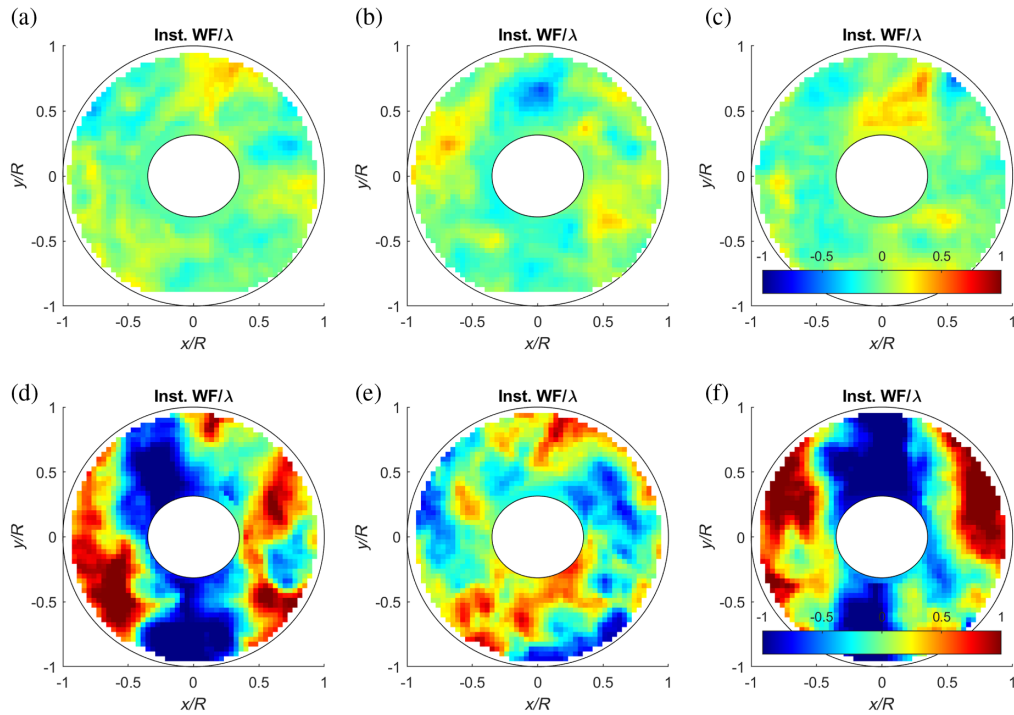 (a) (b) (c)
Inst. WF/λ Inst. WF/λ Inst. WF/λ
1 1 1
0.5 0.5 0.5
y/R 0 y/R 0 y/R 0
-0.5 -0.5 -0.5
-1 -0.5 0 0.5 1
-1 -1 -1
-1 -0.5 0 0.5 1 -1 -0.5 0 0.5 1 -1 -0.5 0 0.5 1
x/R x/R x/R
(d) (e) (f)
Inst. WF/λ Inst. WF/λ Inst. WF/λ
1 1 1
0.5 0.5 0.5
y/R 0 y/R 0 y/R 0
-0.5 -0.5 -0.5
-1 -0.5 0 0.5 1
-1 -1 -1
-1 -0.5 0 0.5 1 -1 -0.5 0 0.5 1 -1 -0.5 0 0.5 1
x/R x/R x/R